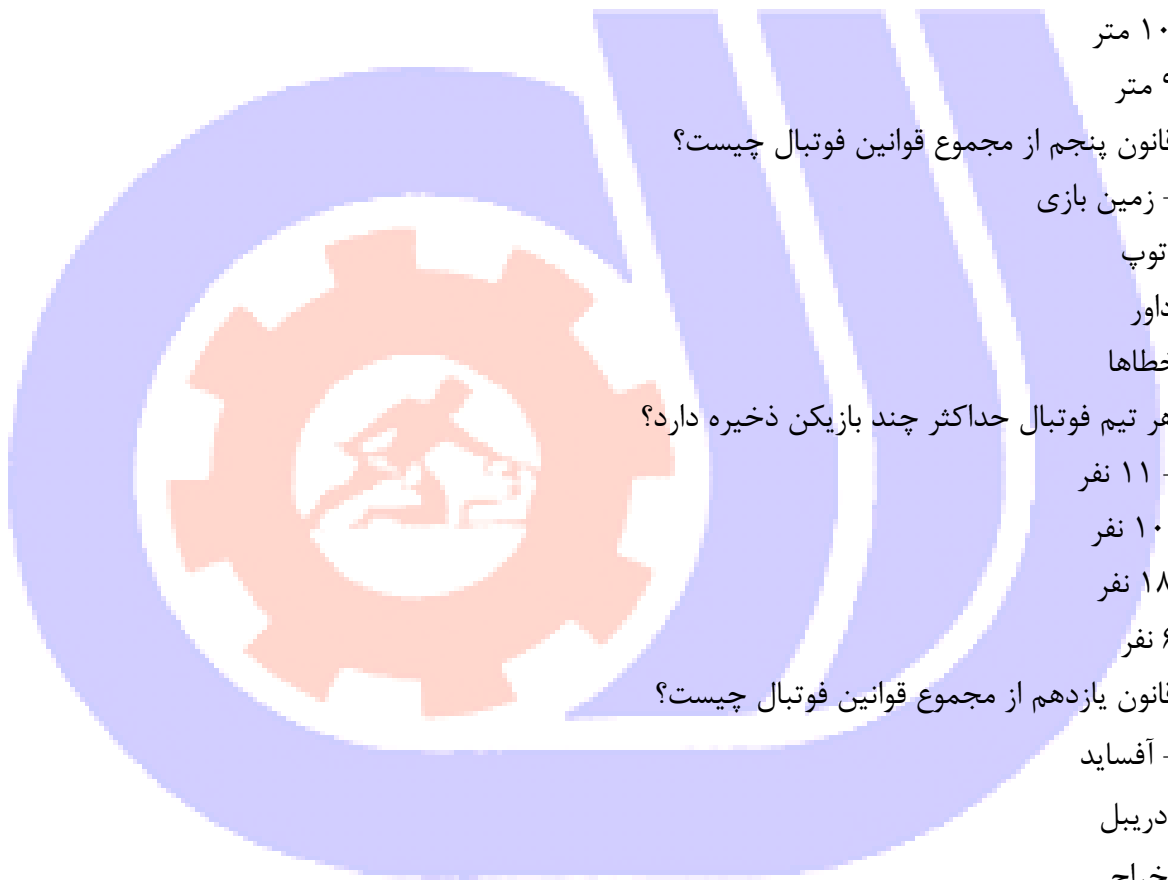 ۱۰ متر
متر
قانون پنجم از مجموع قوانین فوتبال چیست؟
- زمین بازی
توپ
داور
خطاها
هر تیم فوتبال حداکثر چند بازیکن ذخیره دارد؟
- ۱۱ نفر
۱۰ نفر
۱۸ نفر
۶ نفر
قانون یازدهم از مجموع قوانین فوتبال چیست؟
- آفساید
دریبل